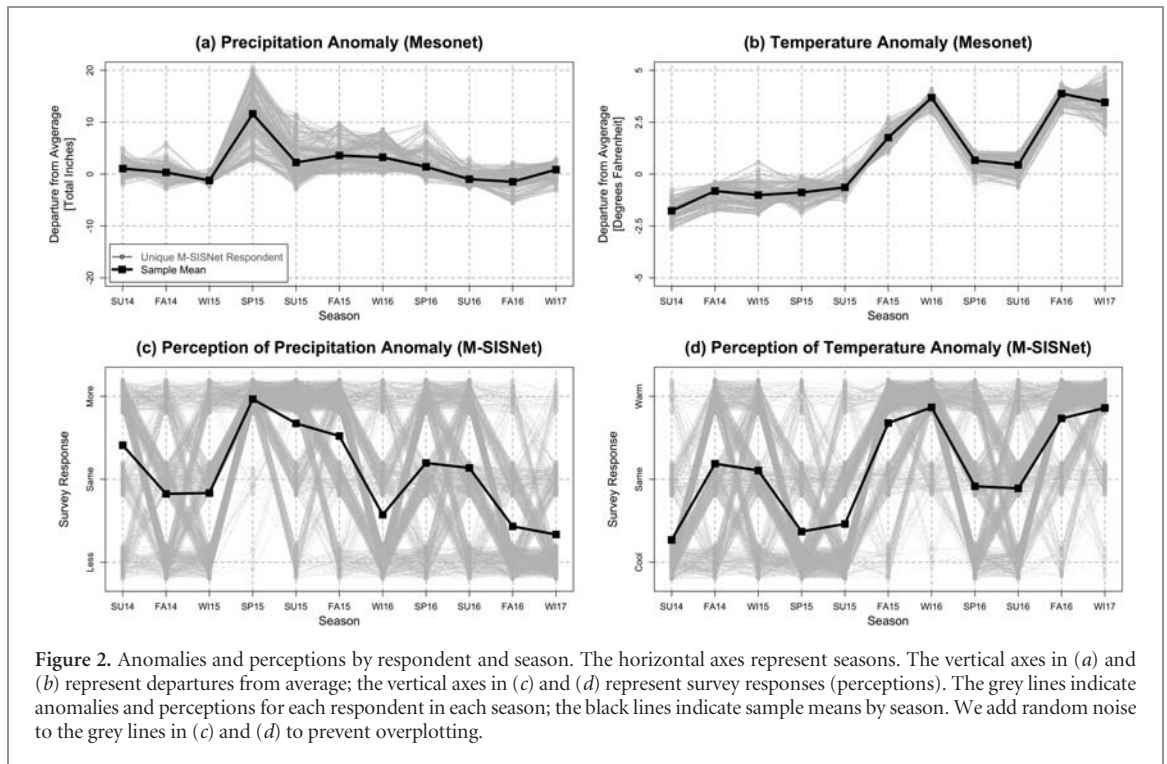 (a) Precipitation Anomaly (Mesonet)
20
10
0
-10
-20
Departure from Avgerage
[Total Inches]
Unique M-SISNet Respondent
Sample Mean
SU14 FA14 WI15 SP15 SU15 FA15 WI16 SP16 SU16 FA16 WI17
Season
(b) Temperature Anomaly (Mesonet)
5
2.5
0
-2.5
-5
Departure from Avgerage
[Degrees Fahrenheit]
SU14 FA14 WI15 SP15 SU15 FA15 WI16 SP16 SU16 FA16 WI17
Season
(c) Perception of Precipitation Anomaly (M-SISNet)
More
Same
Less
Survey Response
SU14 FA14 WI15 SP15 SU15 FA15 WI16 SP16 SU16 FA16 WI17
Season
(d) Perception of Temperature Anomaly (M-SISNet)
Warm
Same
Cool
Survey Response
SU14 FA14 WI15 SP15 SU15 FA15 WI16 SP16 SU16 FA16 WI17
Season
Figure 2. Anomalies and perceptions by respondent and season. The horizontal axes represent seasons. The vertical axes in (a) and
(b) represent departures from average; the vertical axes in (c) and (d) represent survey responses (perceptions). The grey lines indicate
anomalies and perceptions for each respondent in each season; the black lines indicate sample means by season. We add random noise
to the grey lines in (c) and (d) to prevent overplotting.